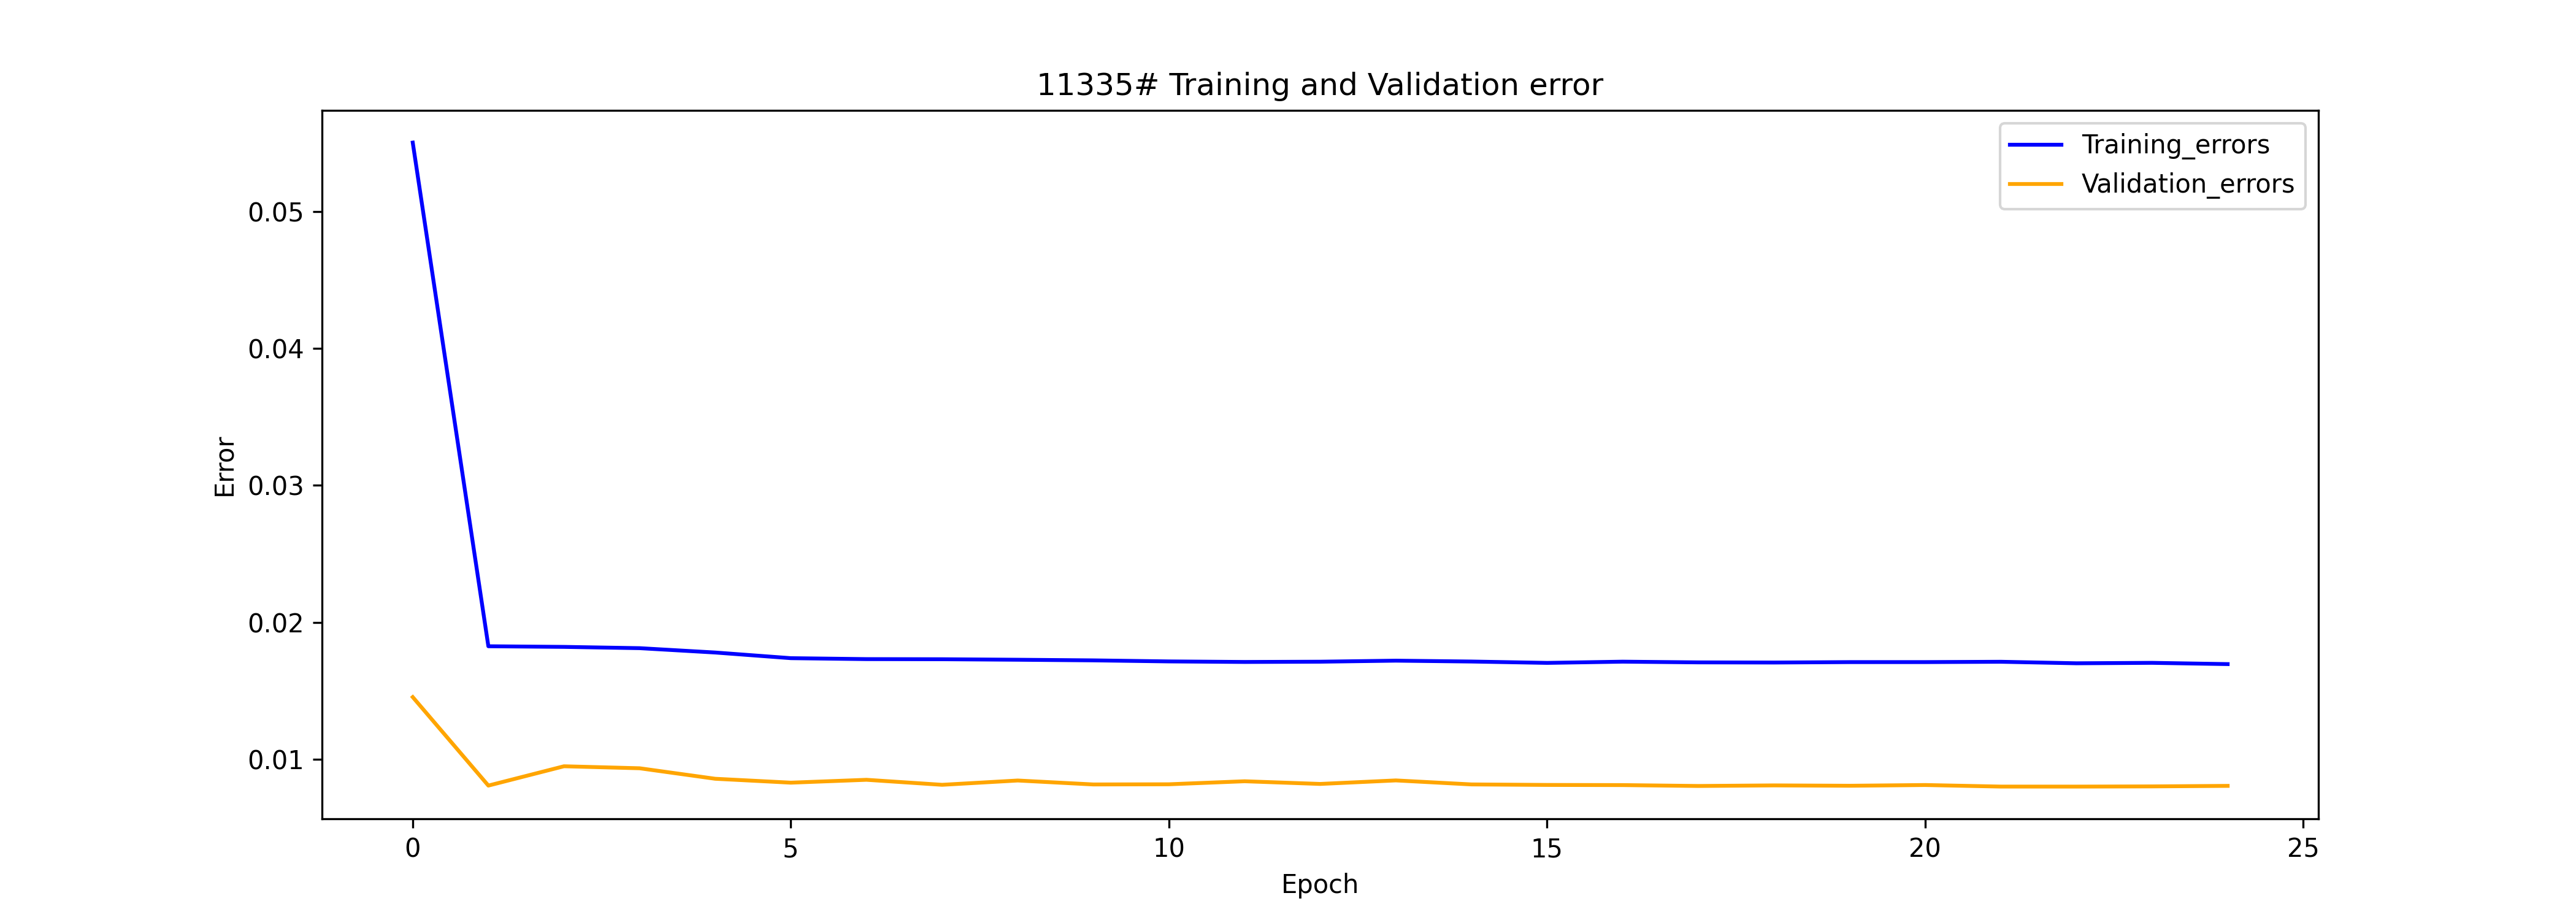 11335# Training and Validation error
Training_errors
Validation_errors
Error
0.05
0.04
0.03
0.02
0.01
0 5 10 15 20 25
Epoch